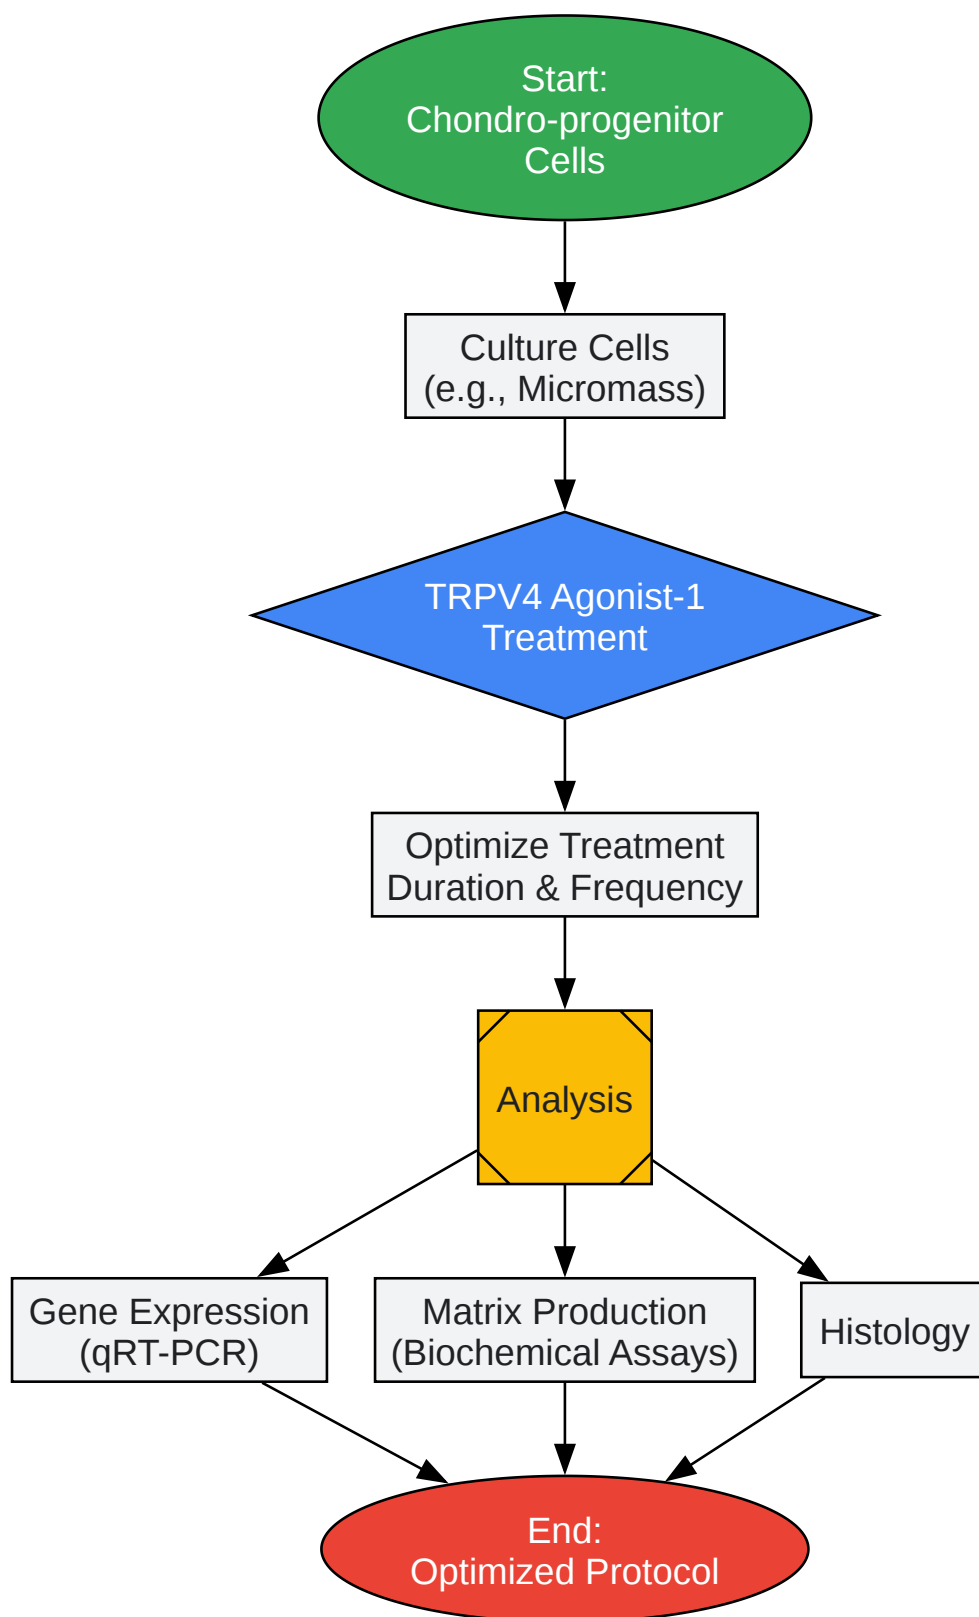 Start:
Chondro-progenitor
Cells
Culture Cells
(e.g., Micromass)
TRPV4 Agonist-1
Treatment
Optimize Treatment
Duration & Frequency
Analysis
Gene Expression
(qRT-PCR)
Matrix Production
(Biochemical Assays)
Histology
End:
Optimized Protocol